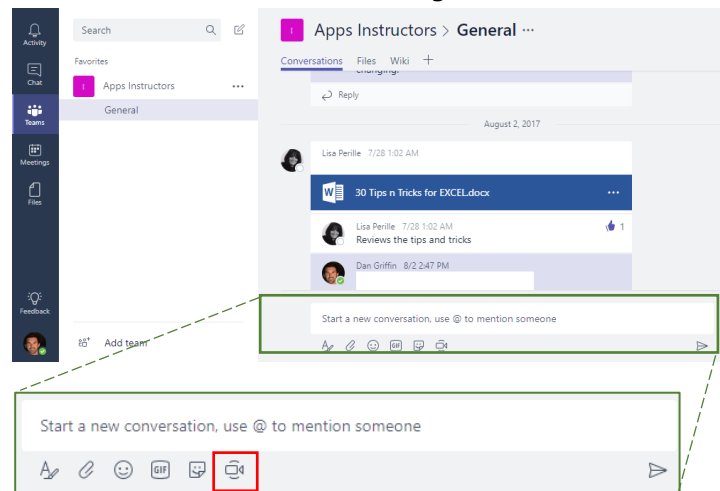 Activity
Chat
Teams
Meetings
Files
Feedback
Search
Favorites
Apps Instructors
General
Add team
Apps Instructors > General
Conversations Files Wiki
changing.
Reply
August 2, 2017
Lisa Perille 7/28 1:02 AM
30 Tips n Tricks for EXCEL.docx
Lisa Perille 7/28 1:02 AM
1
Reviews the tips and tricks
Dan Griffin 8/2 2:47 PM
Start a new conversation, use @ to mention someone
GIF
Start a new conversation, use @ to mention someone
GIF